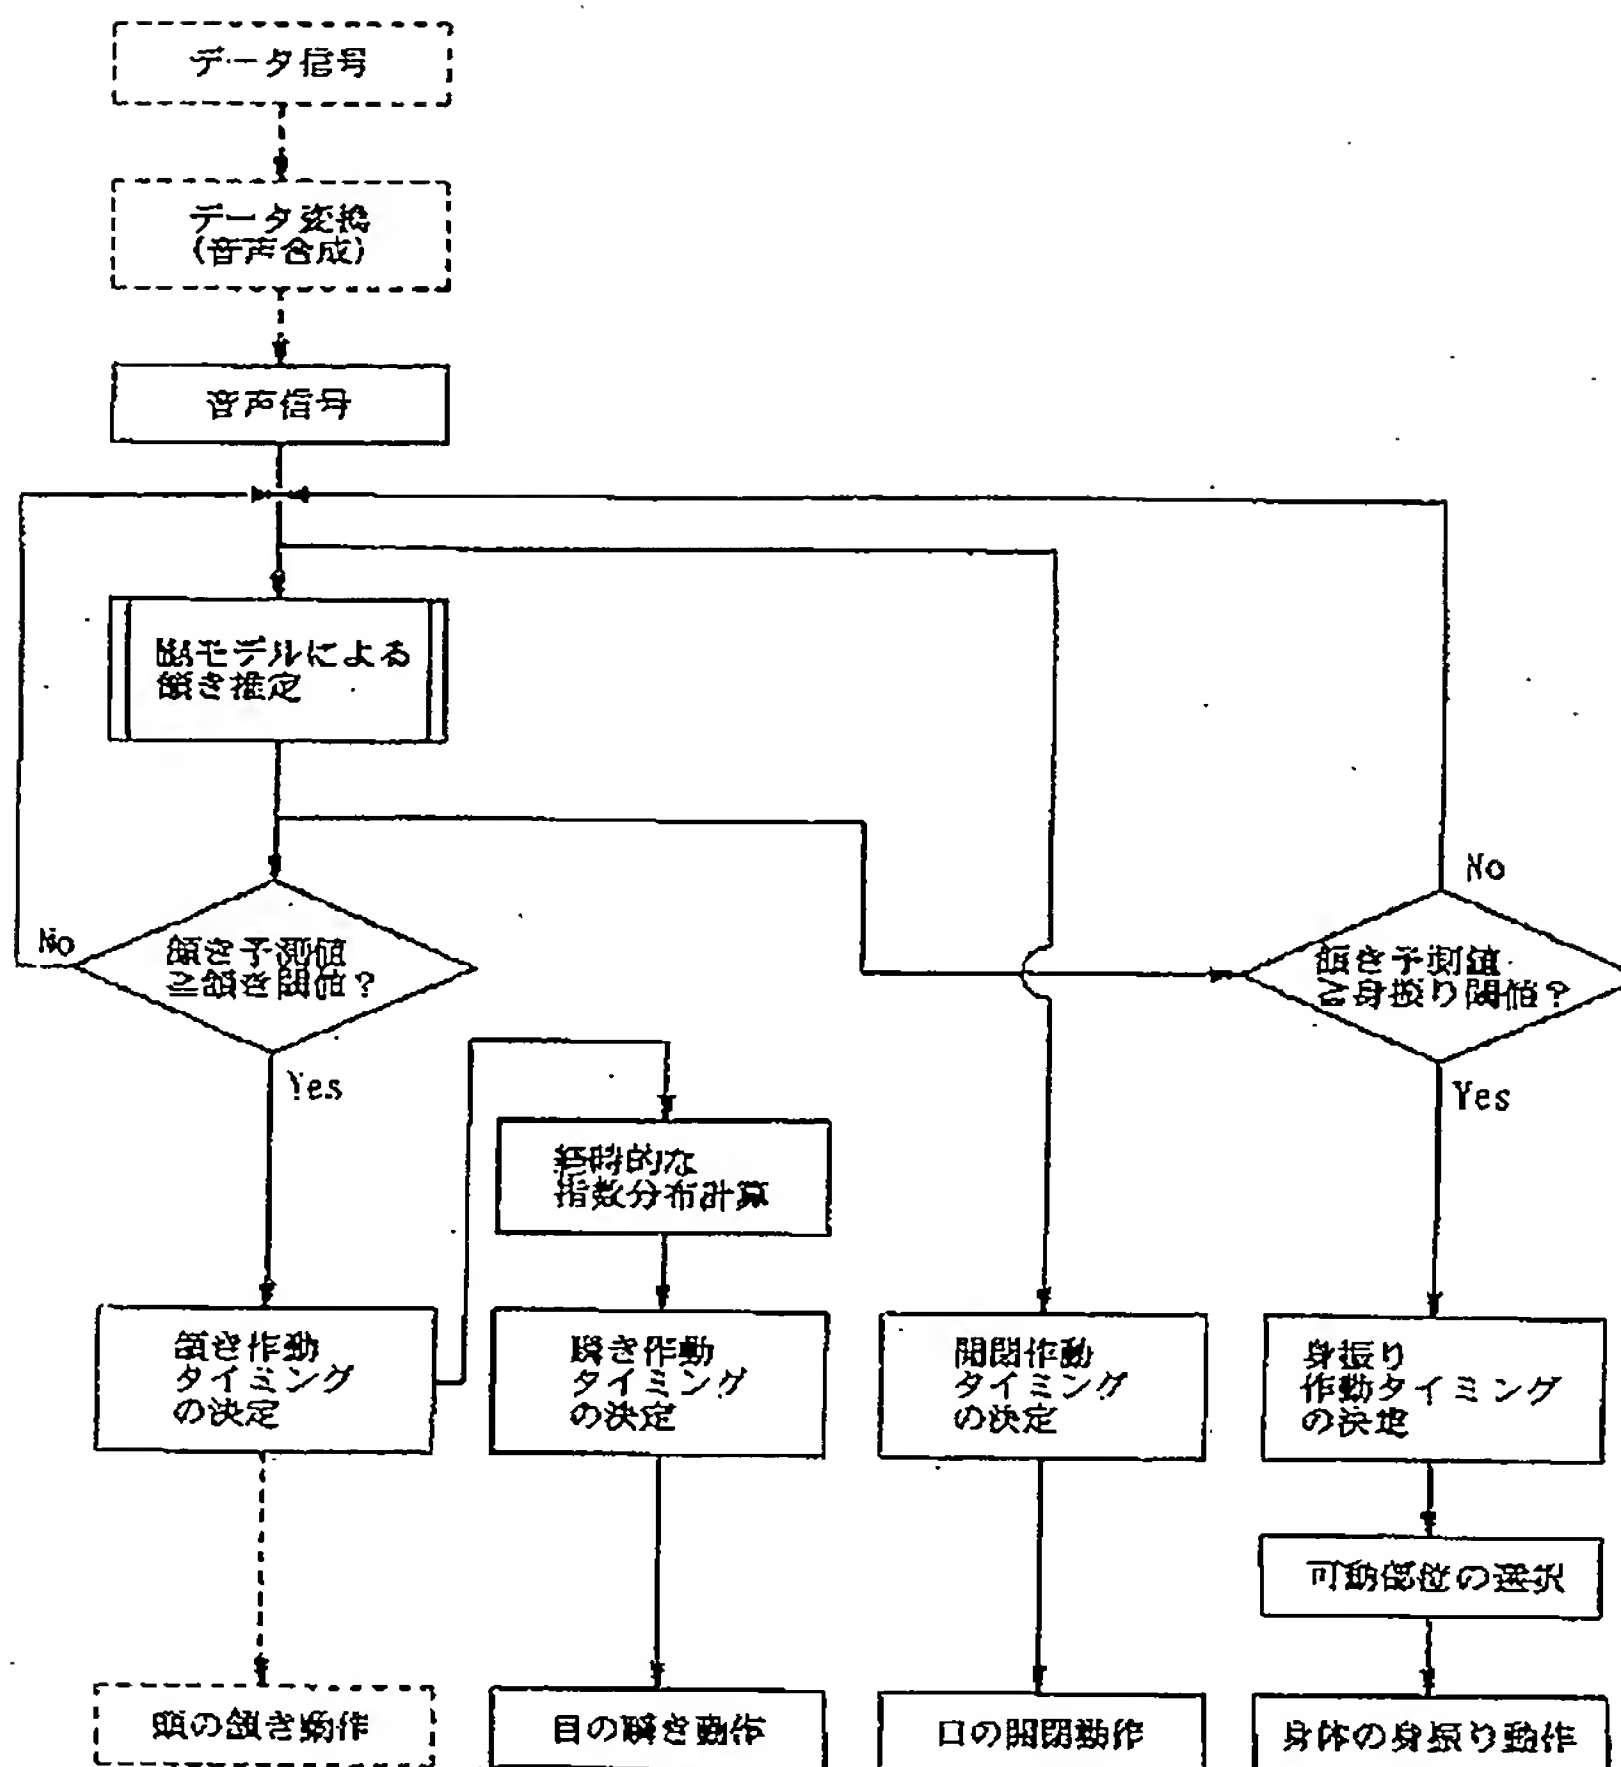 データ信号
データ変換
(音声合成)
音声信号
MAモデルによる
頷き推定
No
頷き予測値
≧頷き閾値?
Yes
No
頷き予測値
≧身振り閾値?
Yes
経時的な
指数分布計算
頷き作動
タイミング
の決定
瞬き作動
タイミング
の決定
開閉作動
タイミング
の決定
身振り
作動タイミング
の決定
可動部位の選択
頭の頷き動作
目の瞬き動作
口の開閉動作
身体の身振り動作